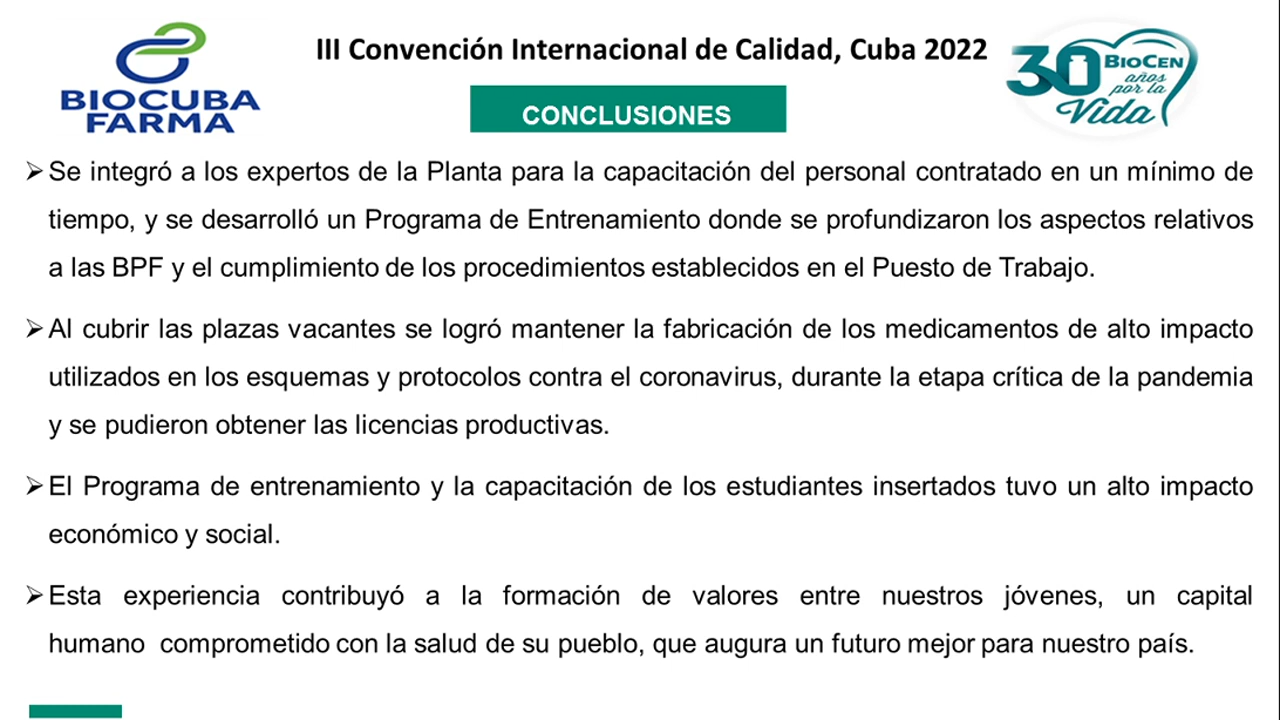 BIOCUBA
FARMA
III Convención Internacional de Calidad, Cuba 2022
30 BIOCEN
años
por la
Vida
CONCLUSIONES
➢Se integró a los expertos de la Planta para la capacitación del personal contratado en un mínimo de
tiempo, y se desarrolló un Programa de Entrenamiento donde se profundizaron los aspectos relativos
a las BPF y el cumplimiento de los procedimientos establecidos en el Puesto de Trabajo.
➢Al cubrir las plazas vacantes se logró mantener la fabricación de los medicamentos de alto impacto
utilizados en los esquemas y protocolos contra el coronavirus, durante la etapa crítica de la pandemia
y se pudieron obtener las licencias productivas.
➢El Programa de entrenamiento y la capacitación de los estudiantes insertados tuvo un alto impacto
económico y social.
➢Esta experiencia contribuyó a la formación de valores entre nuestros jóvenes, un capital
humano comprometido con la salud de su pueblo, que augura un futuro mejor para nuestro país.